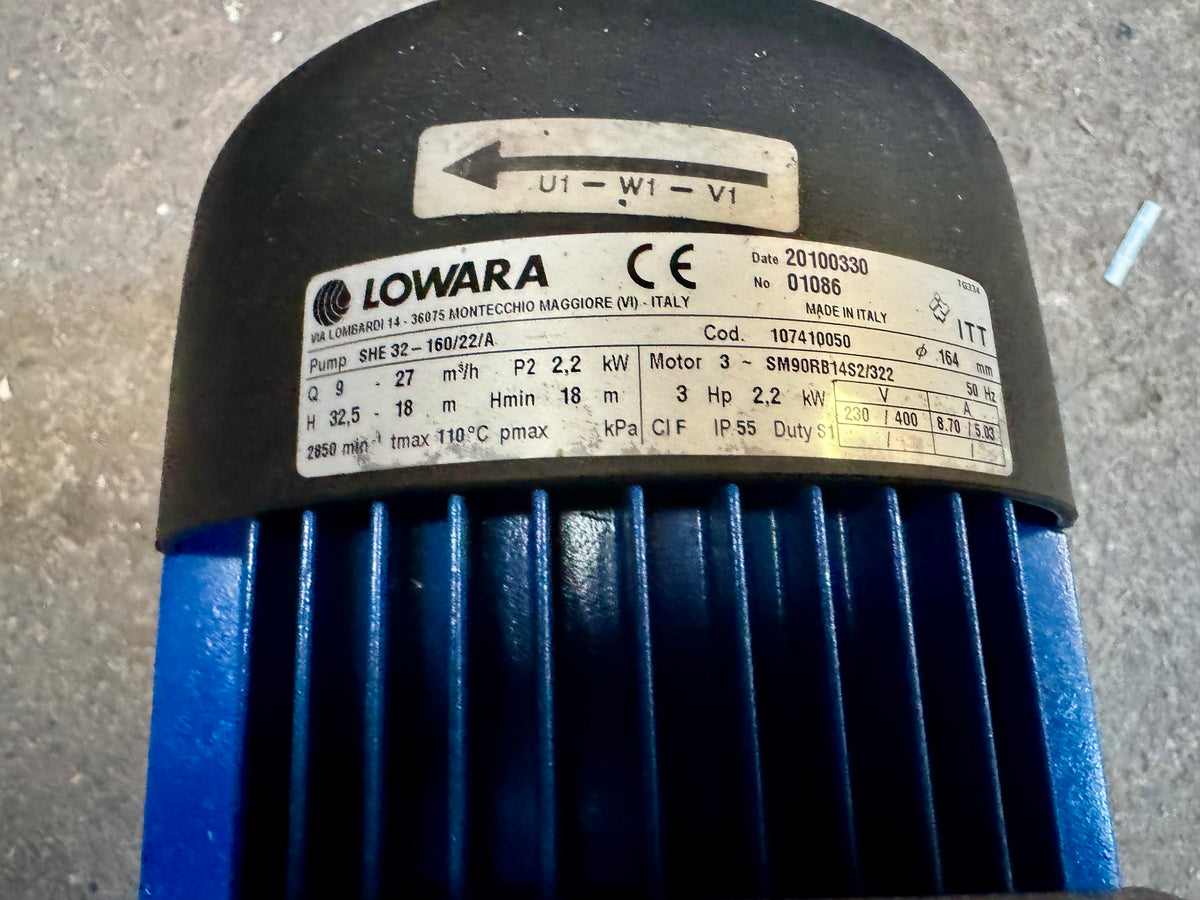 U1 – W1 – V1
LOWARA CE Date 20100330
No 01086
VIA LOMBARDI 14 - 36075 MONTECCHIO MAGGIORE (VI) - ITALY MADE IN ITALY ITT TG334
Pump SHE 32 – 160/22/A Cod. 107410050 ϕ 164 mm
Q 9 - 27 m³/h P2 2,2 kW Motor 3 ~ SM90RB14S2/322 50 Hz
H 32,5 - 18 m Hmin 18 m 3 Hp 2,2 kW V A
2850 min⁻¹ tmax 110°C pmax kPa Cl F IP 55 Duty S1 230 / 400 8.70 / 5.03
/ /